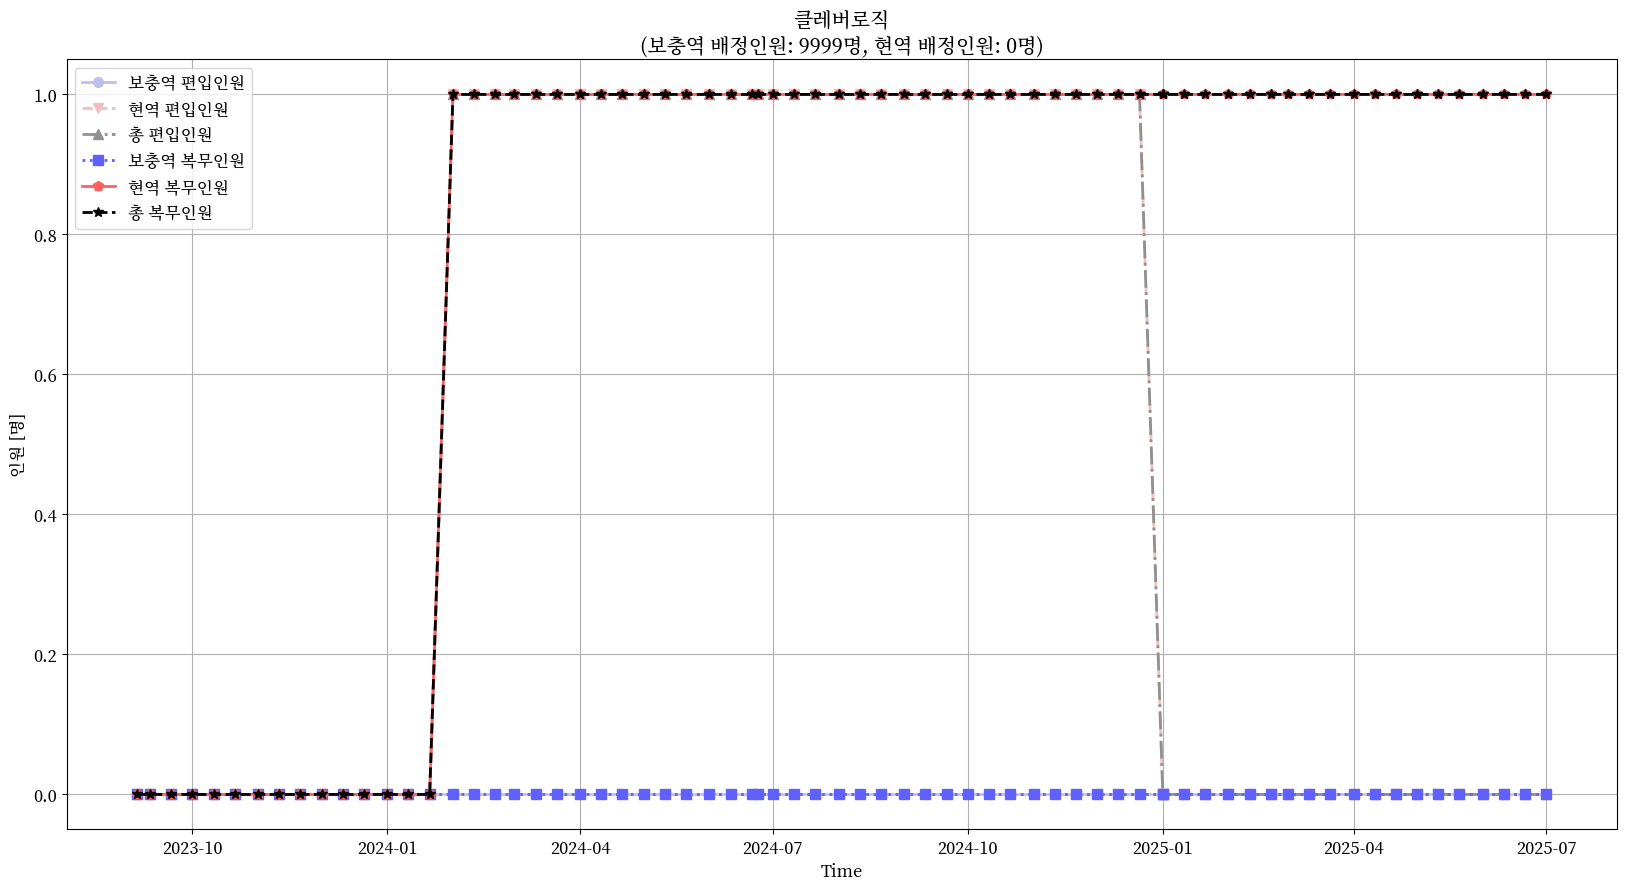 클레버로직
(보충역 배정인원: 9999명, 현역 배정인원: 0명)
보충역 편입인원
현역 편입인원
총 편입인원
보충역 복무인원
현역 복무인원
총 복무인원
인원 [명]
1.0
0.8
0.6
0.4
0.2
0.0
2023-10
2024-01
2024-04
2024-07
2024-10
2025-01
2025-04
2025-07
Time